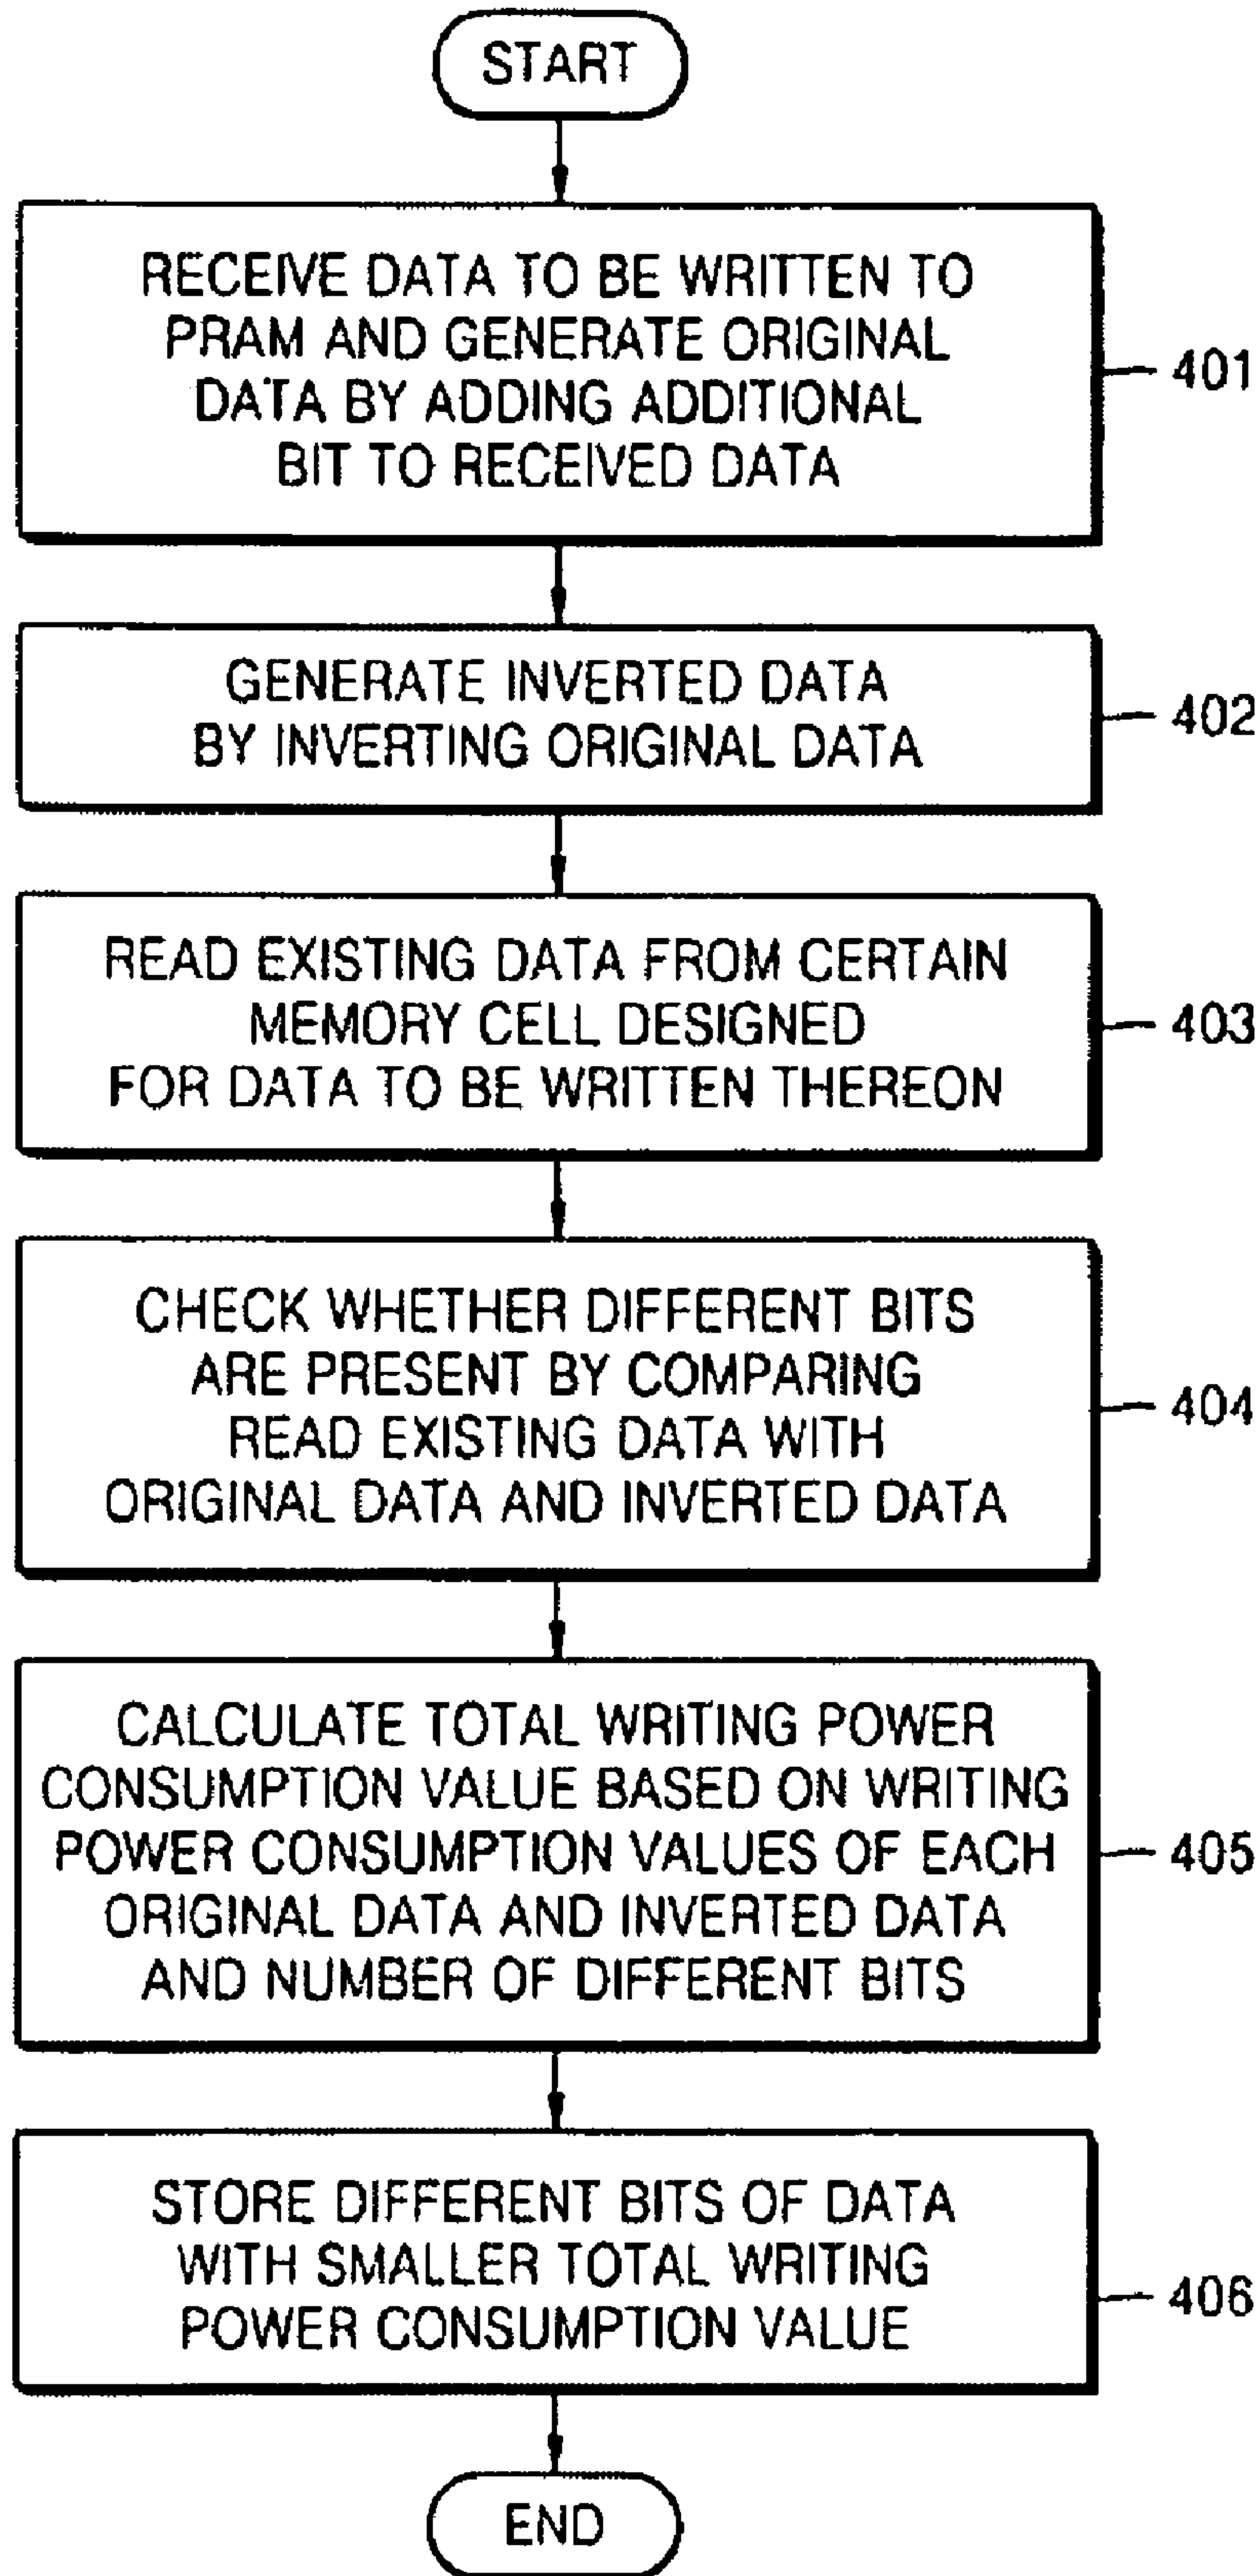 START
RECEIVE DATA TO BE WRITTEN TO
PRAM AND GENERATE ORIGINAL
DATA BY ADDING ADDITIONAL
BIT TO RECEIVED DATA
401
GENERATE INVERTED DATA
BY INVERTING ORIGINAL DATA
402
READ EXISTING DATA FROM CERTAIN
MEMORY CELL DESIGNED
FOR DATA TO BE WRITTEN THEREON
403
CHECK WHETHER DIFFERENT BITS
ARE PRESENT BY COMPARING
READ EXISTING DATA WITH
ORIGINAL DATA AND INVERTED DATA
404
CALCULATE TOTAL WRITING POWER
CONSUMPTION VALUE BASED ON WRITING
POWER CONSUMPTION VALUES OF EACH
ORIGINAL DATA AND INVERTED DATA
AND NUMBER OF DIFFERENT BITS
405
STORE DIFFERENT BITS OF DATA
WITH SMALLER TOTAL WRITING
POWER CONSUMPTION VALUE
406
END